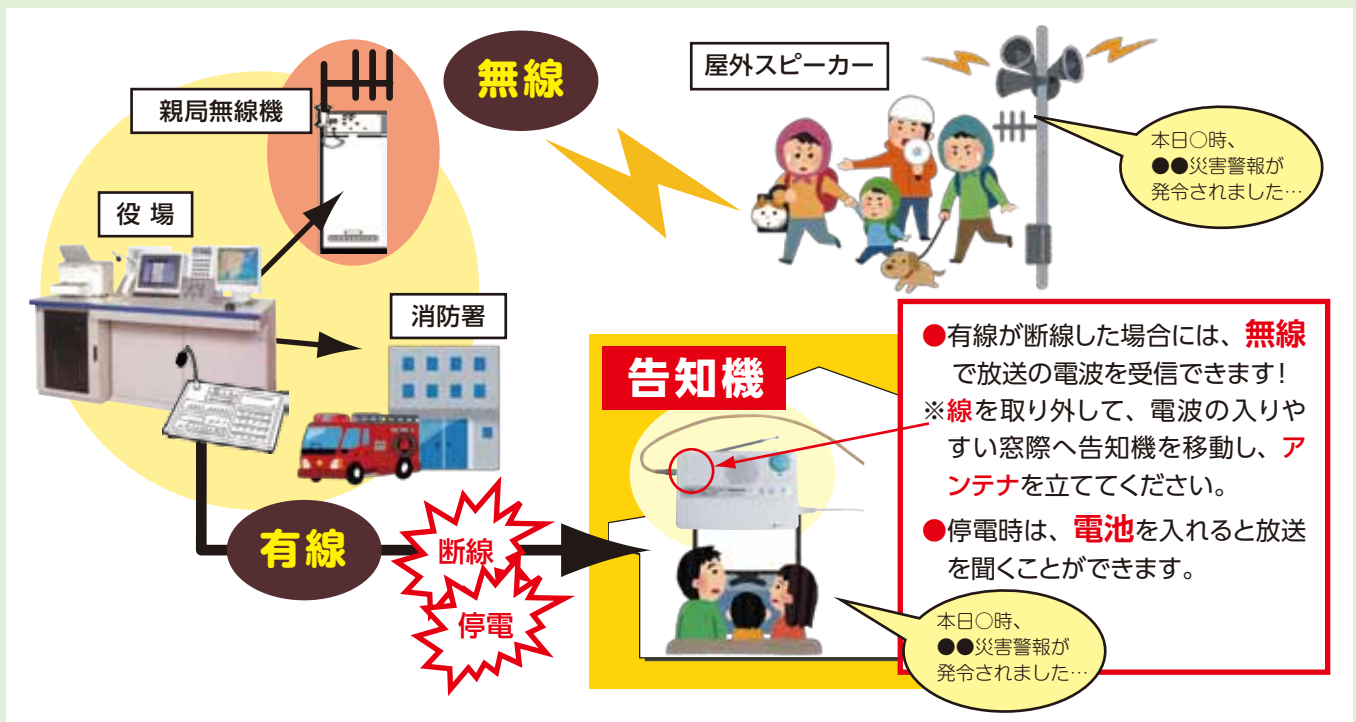 無線
屋外スピーカー
親局無線機
本日○時、
●●災害警報が
発令されました…
役 場
消防署
告知機
●有線が断線した場合には、無線
で放送の電波を受信できます！
※線を取り外して、電波の入りや
すい窓際へ告知機を移動し、ア
ンテナを立ててください。
●停電時は、電池を入れると放送
を聞くことができます。
有線
断線
停電
本日○時、
●●災害警報が
発令されました…